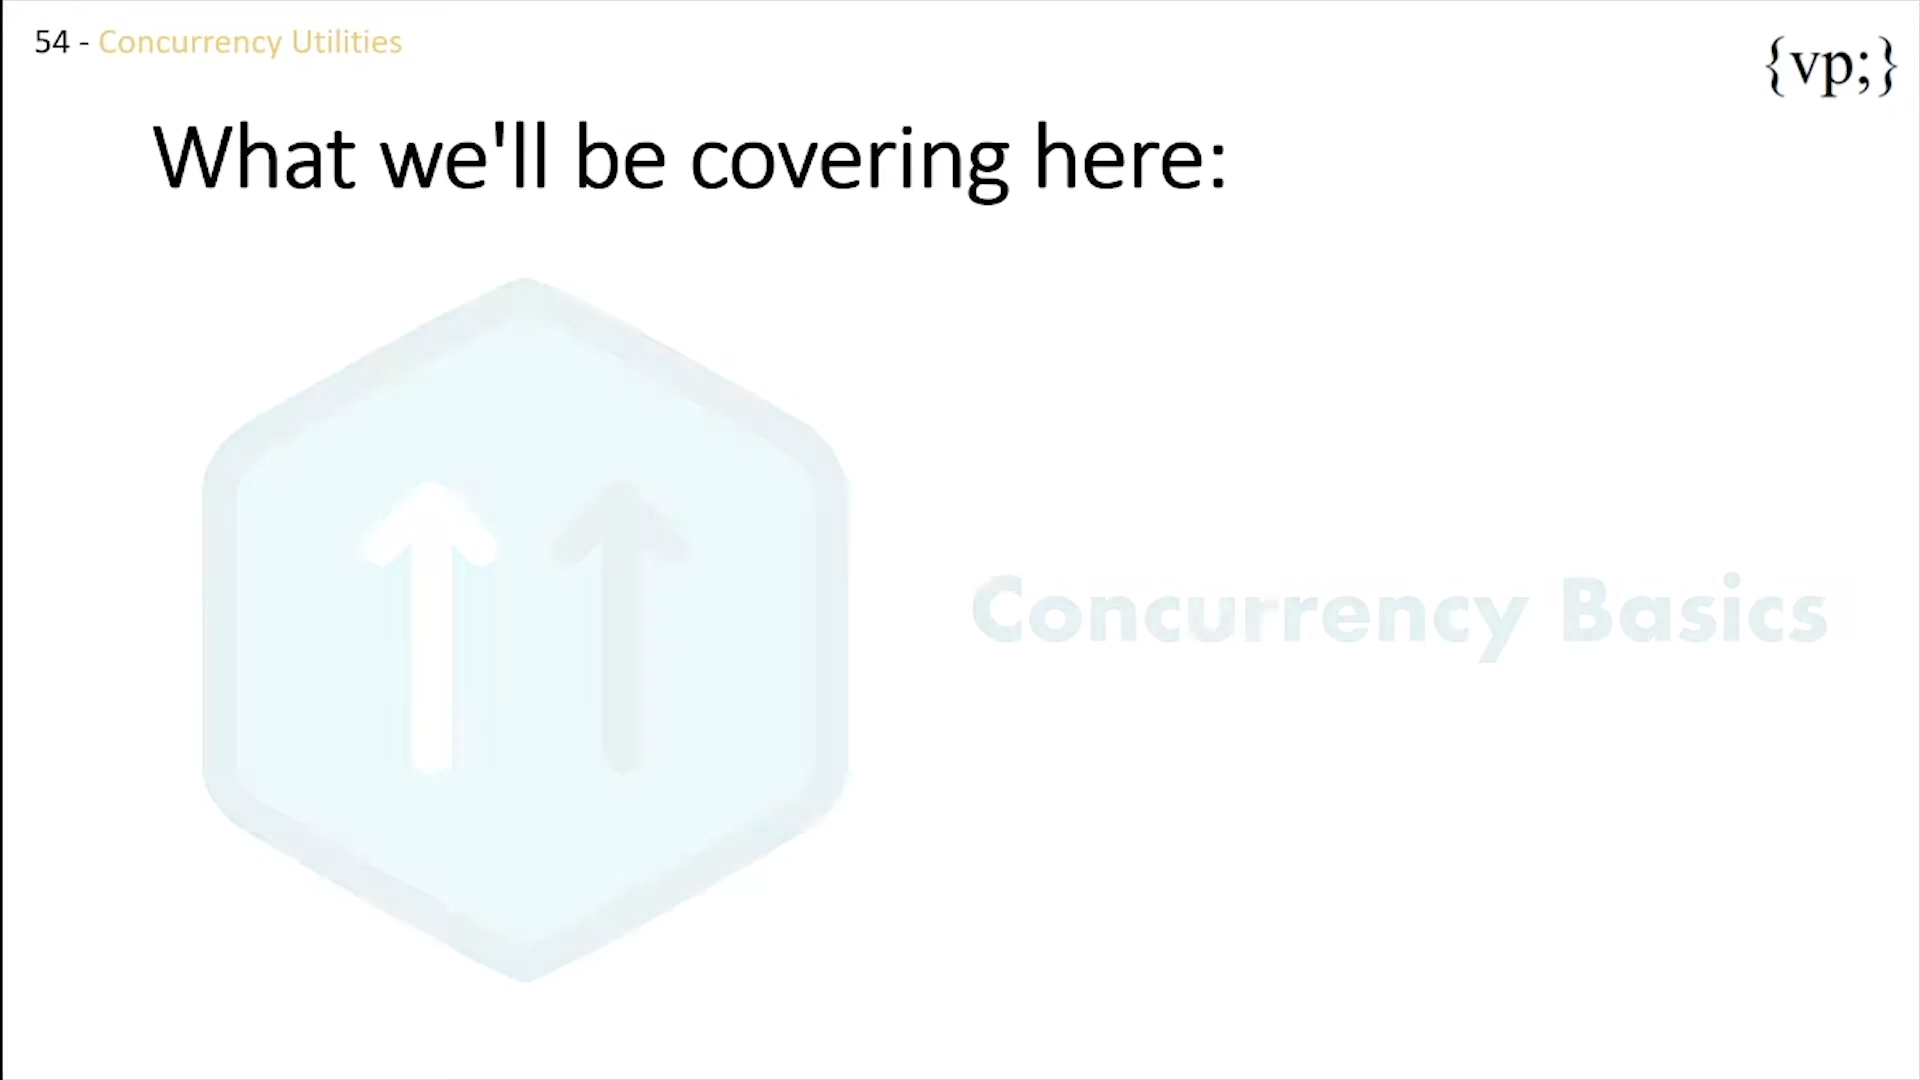 54 - Concurrency Utilities
{vp;}
What we'll be covering here:
Concurrency Basics